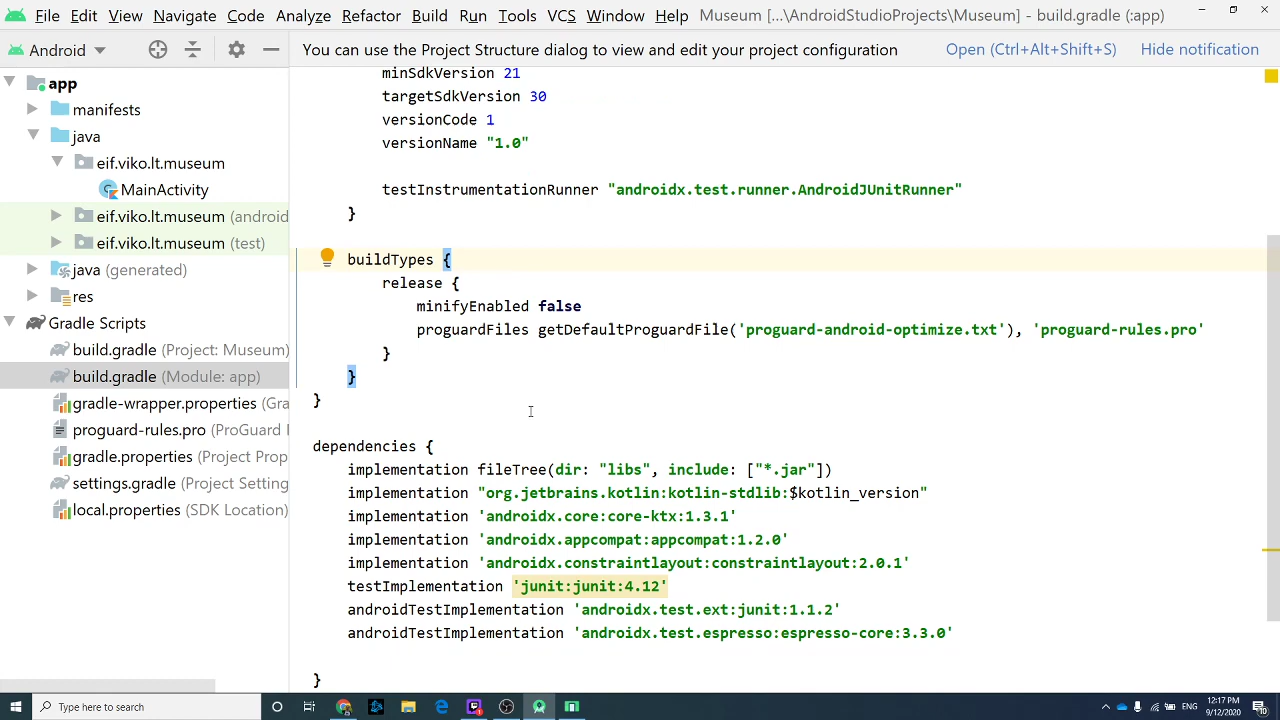 File Edit View Navigate Code Analyze Refactor Build Run Tools VCS Window Help Museum [...\AndroidStudioProjects\Museum] - build.gradle (:app)
Android
You can use the Project Structure dialog to view and edit your project configuration Open (Ctrl+Alt+Shift+S) Hide notification
app
manifests
java
eif.viko.lt.museum
MainActivity
eif.viko.lt.museum (android
eif.viko.lt.museum (test)
java (generated)
res
Gradle Scripts
build.gradle (Project: Museum)
build.gradle (Module: app)
gradle-wrapper.properties (Gra
proguard-rules.pro (ProGuard
gradle.properties (Project Prop
settings.gradle (Project Setting
local.properties (SDK Location)
minSdkVersion 21
targetSdkVersion 30
versionCode 1
versionName "1.0"
testInstrumentationRunner "androidx.test.runner.AndroidJUnitRunner"
}
buildTypes {
release {
minifyEnabled false
proguardFiles getDefaultProguardFile('proguard-android-optimize.txt'), 'proguard-rules.pro'
}
}
}
dependencies {
implementation fileTree(dir: "libs", include: ["*.jar"])
implementation "org.jetbrains.kotlin:kotlin-stdlib:$kotlin_version"
implementation 'androidx.core:core-ktx:1.3.1'
implementation 'androidx.appcompat:appcompat:1.2.0'
implementation 'androidx.constraintlayout:constraintlayout:2.0.1'
testImplementation 'junit:junit:4.12'
androidTestImplementation 'androidx.test.ext:junit:1.1.2'
androidTestImplementation 'androidx.test.espresso:espresso-core:3.3.0'
}
Type here to search
ENG
12:17 PM
9/12/2020